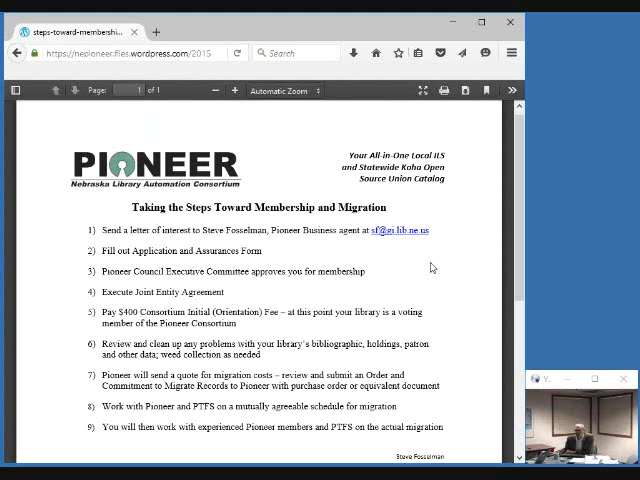 steps-toward-membershi...
https://nepioneer.files.wordpress.com/2015
Search
Page: 1 of 1
Automatic Zoom
PIONEER
Nebraska Library Automation Consortium
Your All-in-One Local ILS
and Statewide Koha Open
Source Union Catalog
Taking the Steps Toward Membership and Migration
1) Send a letter of interest to Steve Fosselman, Pioneer Business agent at sf@gi.lib.ne.us
2) Fill out Application and Assurances Form
3) Pioneer Council Executive Committee approves you for membership
4) Execute Joint Entity Agreement
5) Pay $400 Consortium Initial (Orientation) Fee – at this point your library is a voting
member of the Pioneer Consortium
6) Review and clean up any problems with your library's bibliographic, holdings, patron
and other data; weed collection as needed
7) Pioneer will send a quote for migration costs – review and submit an Order and
Commitment to Migrate Records to Pioneer with purchase order or equivalent document
8) Work with Pioneer and PTFS on a mutually agreeable schedule for migration
9) You will then work with experienced Pioneer members and PTFS on the actual migration
Steve Fosselman